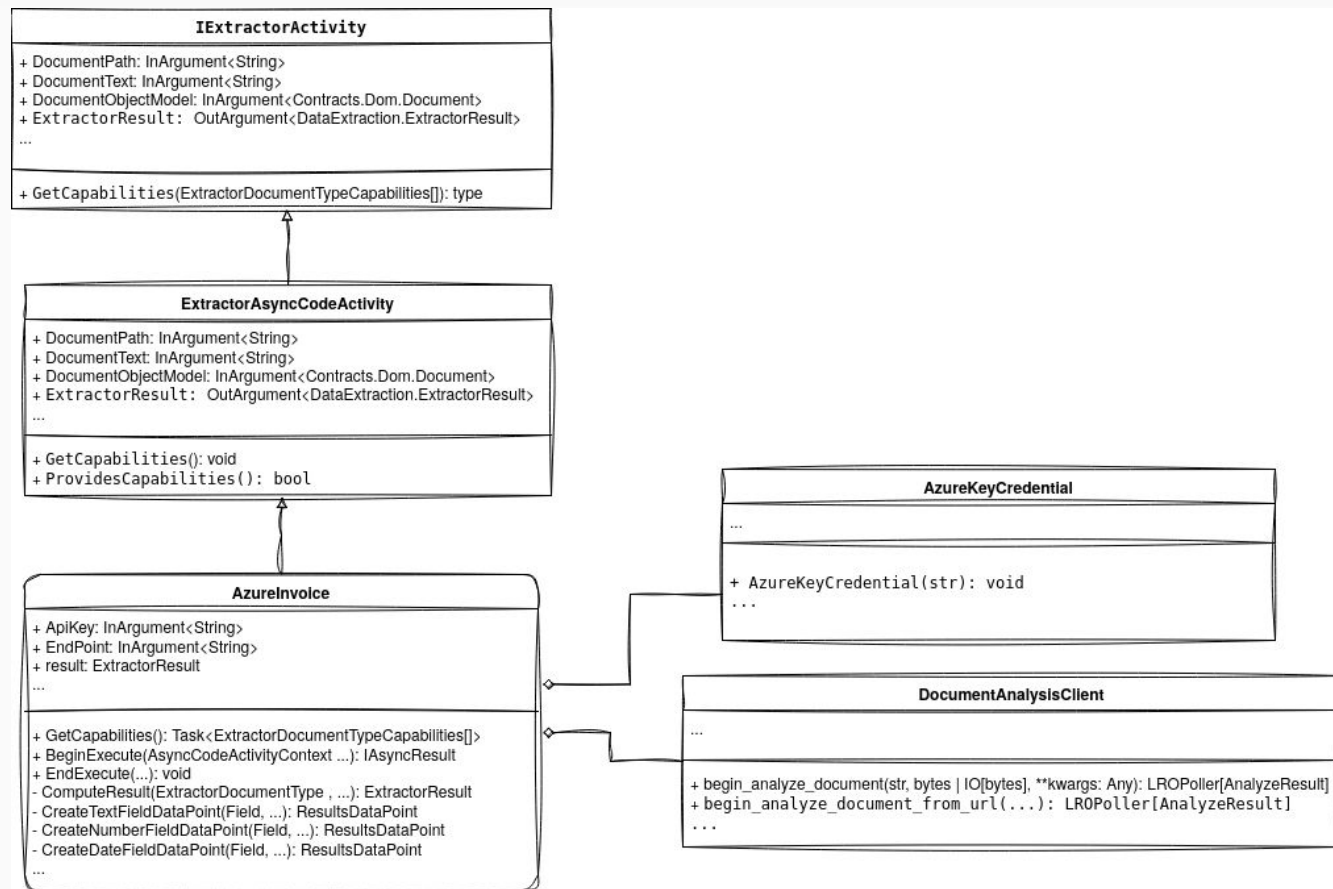 IExtractorActivity
+ DocumentPath: InArgument<String>
+ DocumentText: InArgument<String>
+ DocumentObjectModel: InArgument<Contracts.Dom.Document>
+ ExtractorResult: OutArgument<DataExtraction.ExtractorResult>
...
+ GetCapabilities(ExtractorDocumentTypeCapabilities[]): type
ExtractorAsyncCodeActivity
+ DocumentPath: InArgument<String>
+ DocumentText: InArgument<String>
+ DocumentObjectModel: InArgument<Contracts.Dom.Document>
+ ExtractorResult: OutArgument<DataExtraction.ExtractorResult>
...
+ GetCapabilities(): void
+ ProvidesCapabilities(): bool
AzureInvoice
+ ApiKey: InArgument<String>
+ EndPoint: InArgument<String>
+ result: ExtractorResult
...
+ GetCapabilities(): Task<ExtractorDocumentTypeCapabilities[]>
+ BeginExecute(AsyncCodeActivityContext ...): IAsyncResult
+ EndExecute(...): void
- ComputeResult(ExtractorDocumentType , ...): ExtractorResult
- CreateTextFieldDataPoint(Field, ...): ResultsDataPoint
- CreateNumberFieldDataPoint(Field, ...): ResultsDataPoint
- CreateDateFieldDataPoint(Field, ...): ResultsDataPoint
...
AzureKeyCredential
...
+ AzureKeyCredential(str): void
...
DocumentAnalysisClient
...
+ begin_analyze_document(str, bytes | IO[bytes], **kwargs: Any): LROPoller[AnalyzeResult]
+ begin_analyze_document_from_url(...): LROPoller[AnalyzeResult]
...